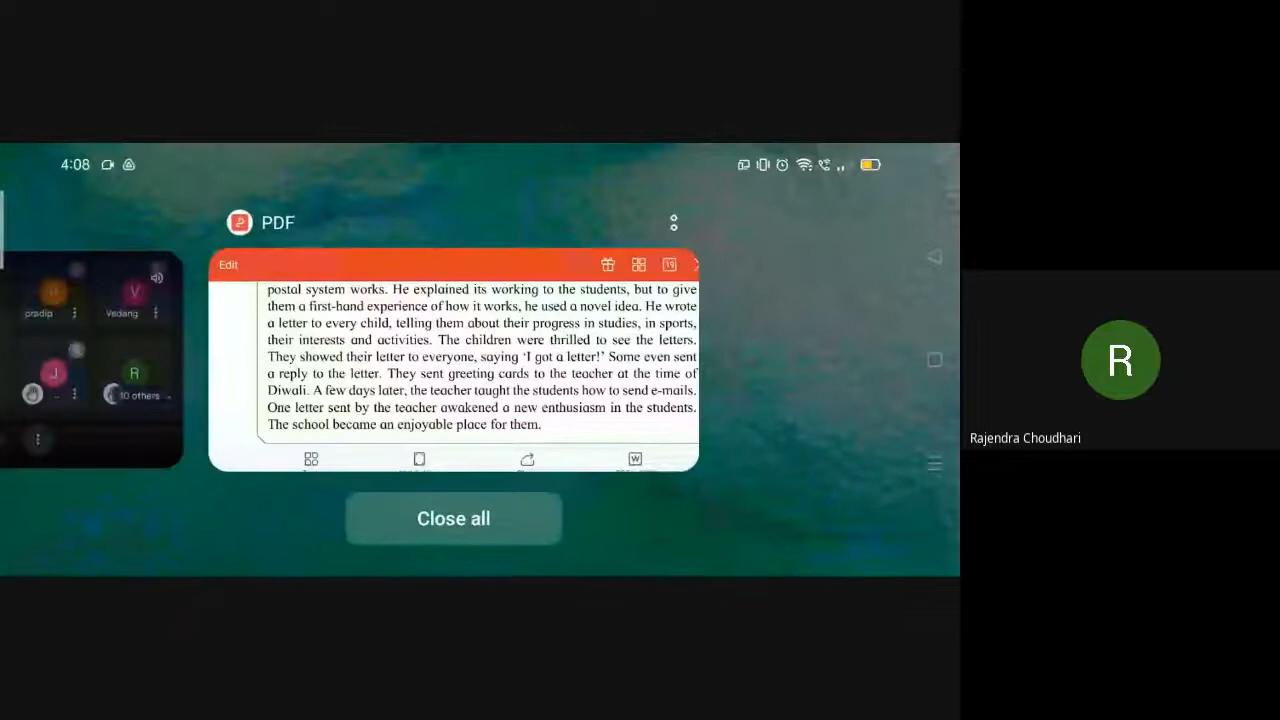 4:08
PDF
Edit
19
postal system works. He explained its working to the students, but to give
them a first-hand experience of how it works, he used a novel idea. He wrote
a letter to every child, telling them about their progress in studies, in sports,
their interests and activities. The children were thrilled to see the letters.
They showed their letter to everyone, saying ‘I got a letter!’ Some even sent
a reply to the letter. They sent greeting cards to the teacher at the time of
Diwali. A few days later, the teacher taught the students how to send e-mails.
One letter sent by the teacher awakened a new enthusiasm in the students.
The school became an enjoyable place for them.
W
pradip
V
Vedang
J
R
10 others
Close all
R
Rajendra Choudhari